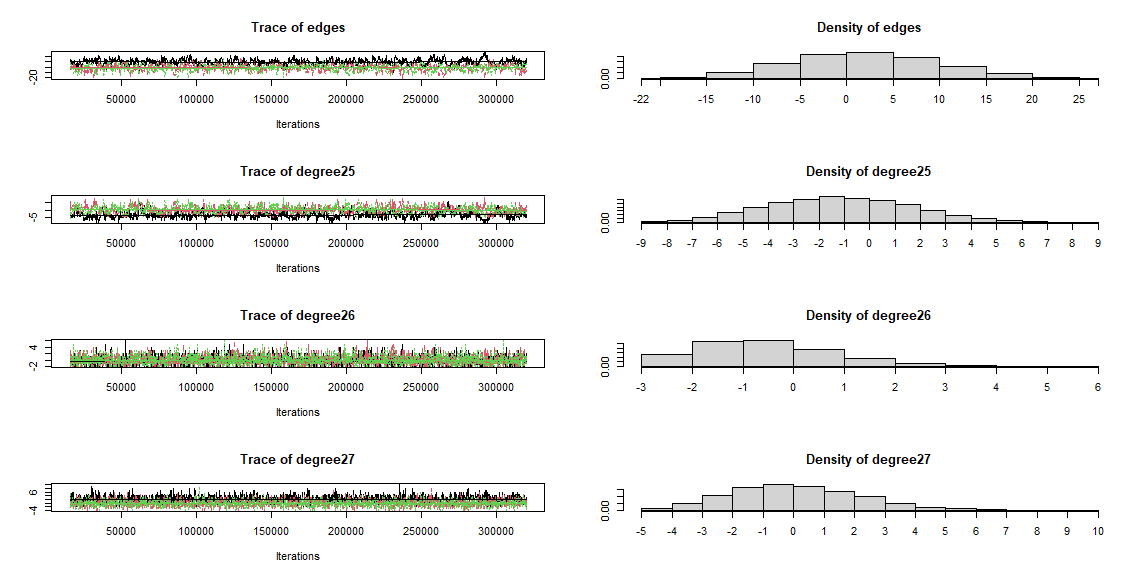 Trace of edges
-20
50000 100000 150000 200000 250000 300000
Iterations
Density of edges
0.00
-22 -15 -10 -5 0 5 10 15 20 25
Trace of degree25
-5
50000 100000 150000 200000 250000 300000
Iterations
Density of degree25
0.00
-9 -8 -7 -6 -5 -4 -3 -2 -1 0 1 2 3 4 5 6 7 8 9
Trace of degree26
4
-2
50000 100000 150000 200000 250000 300000
Iterations
Density of degree26
0.00
-3 -2 -1 0 1 2 3 4 5 6
Trace of degree27
6
-4
50000 100000 150000 200000 250000 300000
Iterations
Density of degree27
0.00
-5 -4 -3 -2 -1 0 1 2 3 4 5 6 7 8 9 10